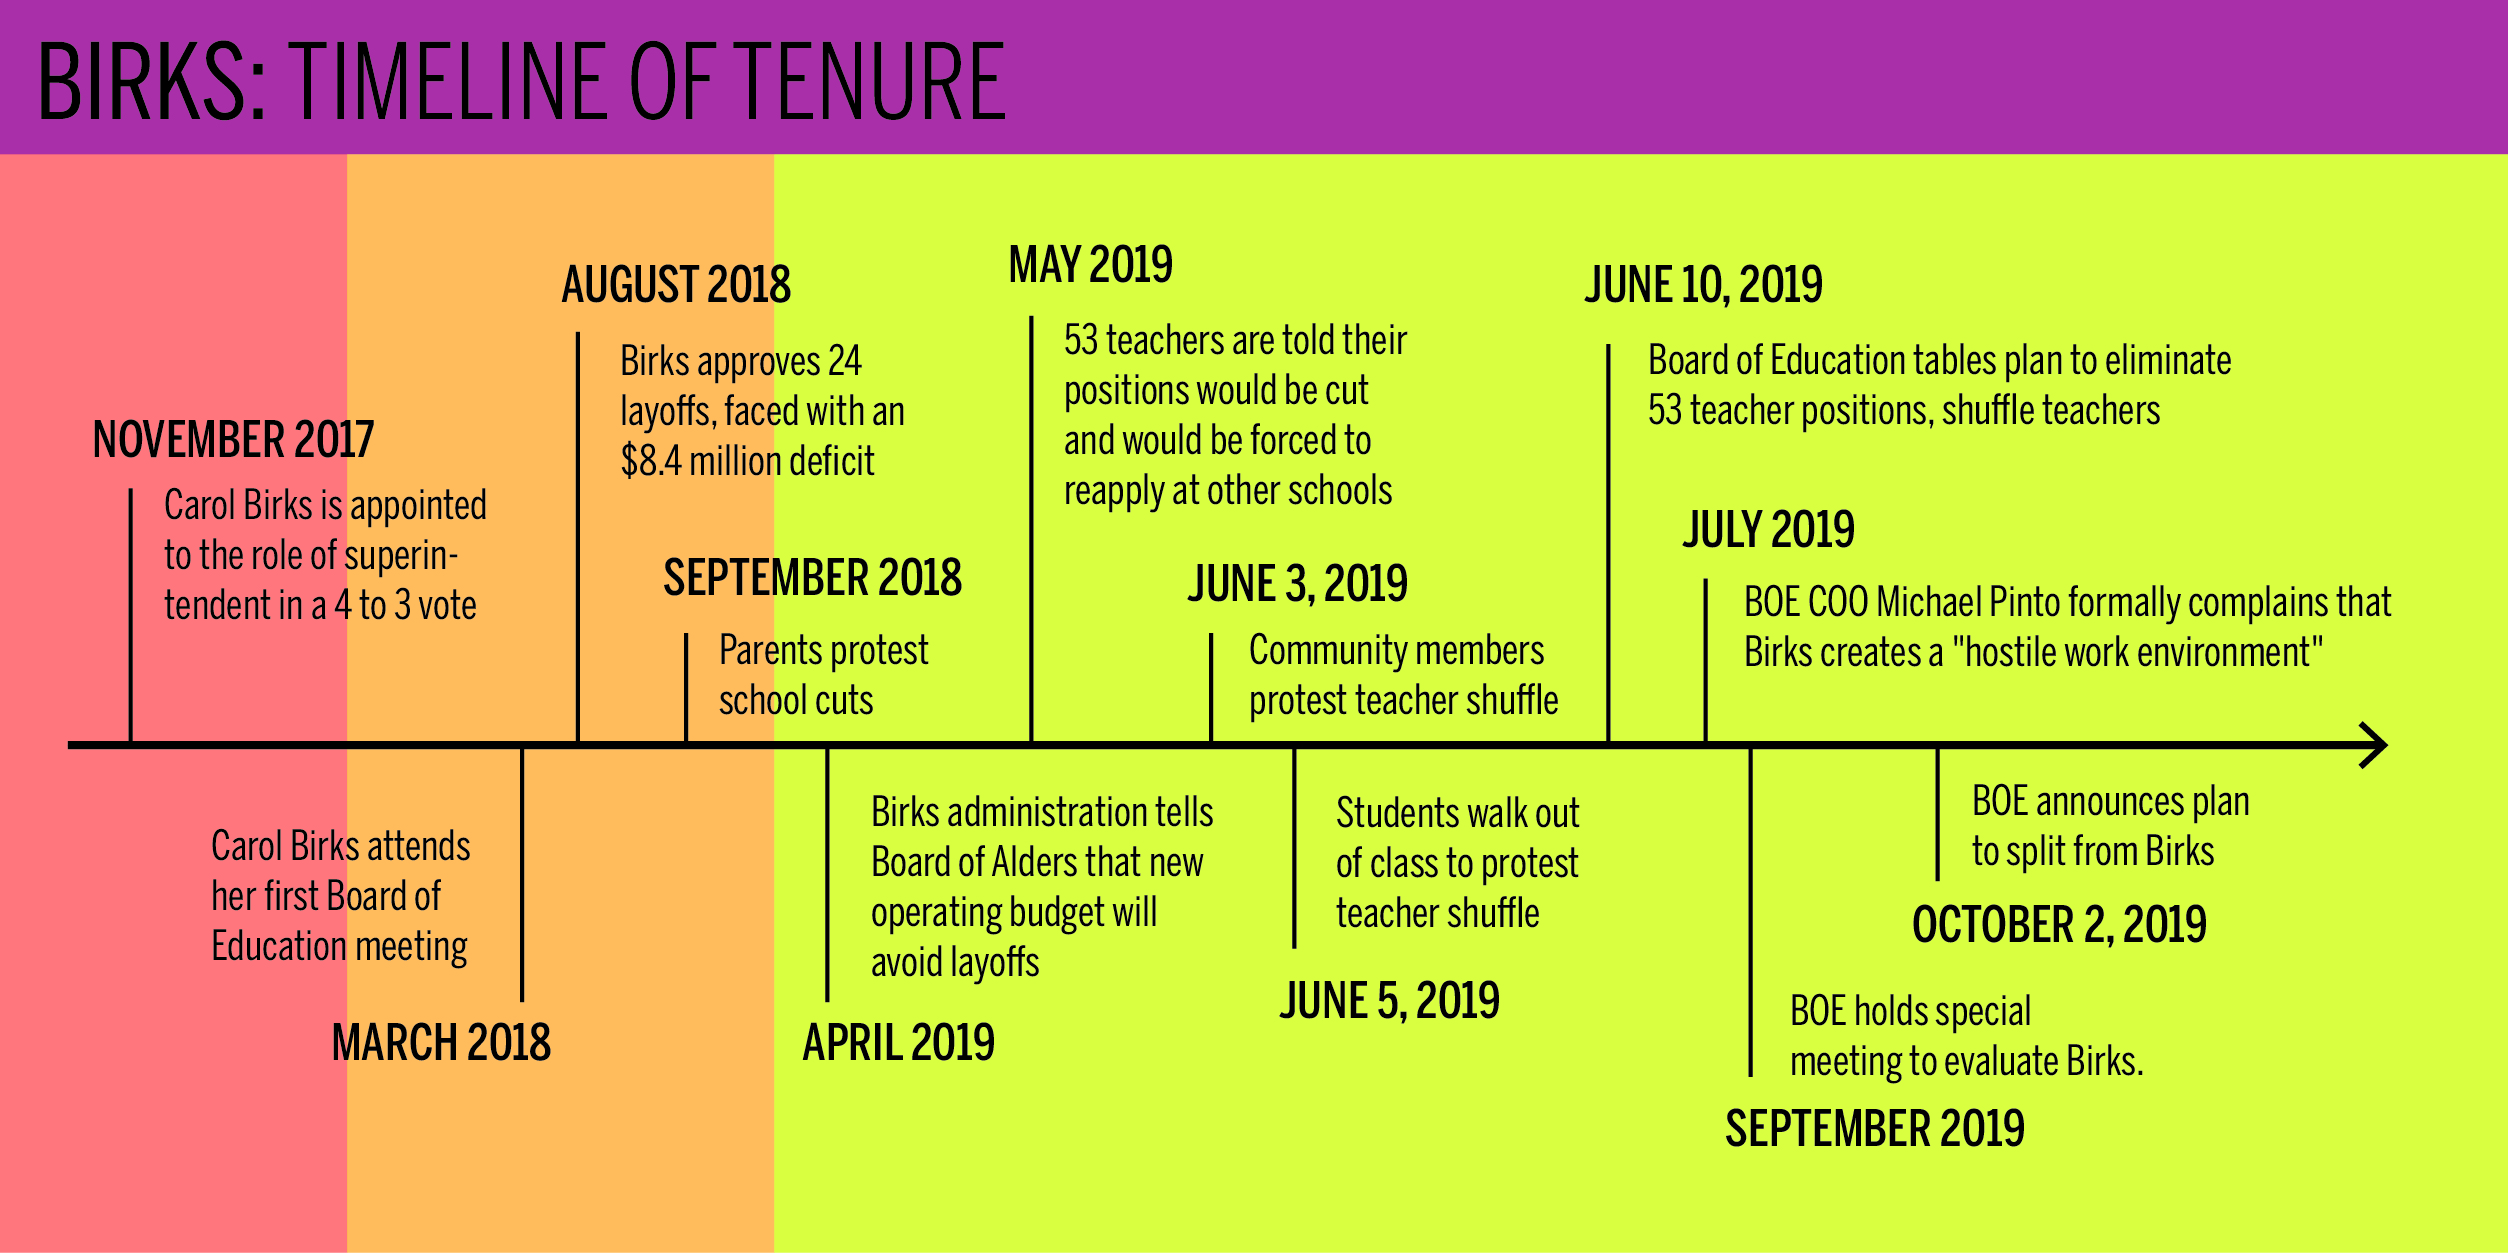 BIRKS: TIMELINE OF TENURE
NOVEMBER 2017
Carol Birks is appointed
to the role of superin-
tendent in a 4 to 3 vote
Carol Birks attends
her first Board of
Education meeting
MARCH 2018
AUGUST 2018
Birks approves 24
layoffs, faced with an
$8.4 million deficit
SEPTEMBER 2018
Parents protest
school cuts
Birks administration tells
Board of Alders that new
operating budget will
avoid layoffs
APRIL 2019
MAY 2019
53 teachers are told their
positions would be cut
and would be forced to
reapply at other schools
JUNE 3, 2019
Community members
protest teacher shuffle
Students walk out
of class to protest
teacher shuffle
JUNE 5, 2019
JUNE 10, 2019
Board of Education tables plan to eliminate
53 teacher positions, shuffle teachers
JULY 2019
BOE COO Michael Pinto formally complains that
Birks creates a "hostile work environment"
BOE holds special
meeting to evaluate Birks.
SEPTEMBER 2019
BOE announces plan
to split from Birks
OCTOBER 2, 2019